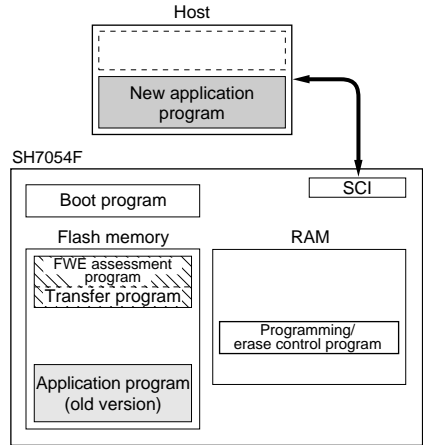 Host
New application
program
SH7054F
SCI
Boot program
Flash memory
RAM
FWE assessment
program
Transfer program
Programming/
erase control program
Application program
(old version)